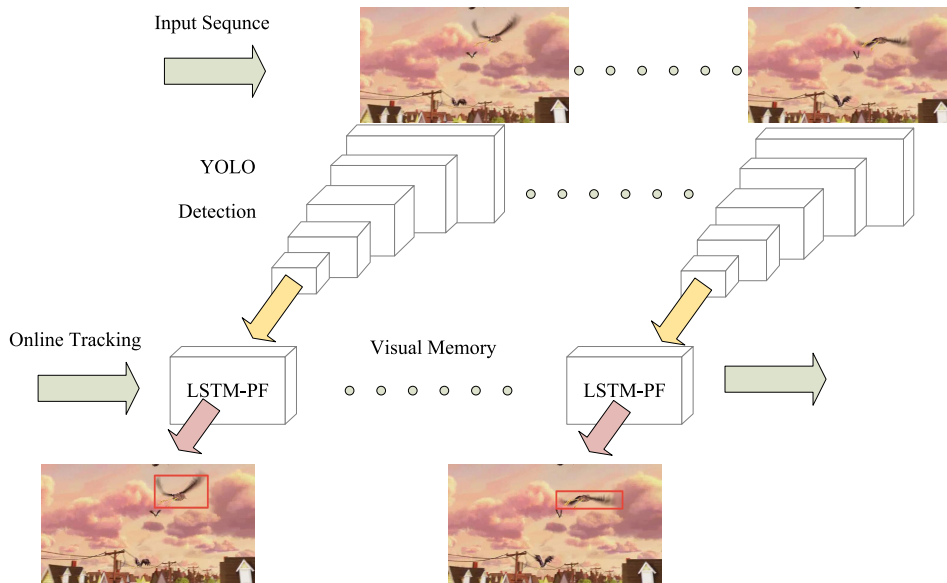 Input Sequnce
YOLO
Detection
Online Tracking
Visual Memory
LSTM-PF
LSTM-PF